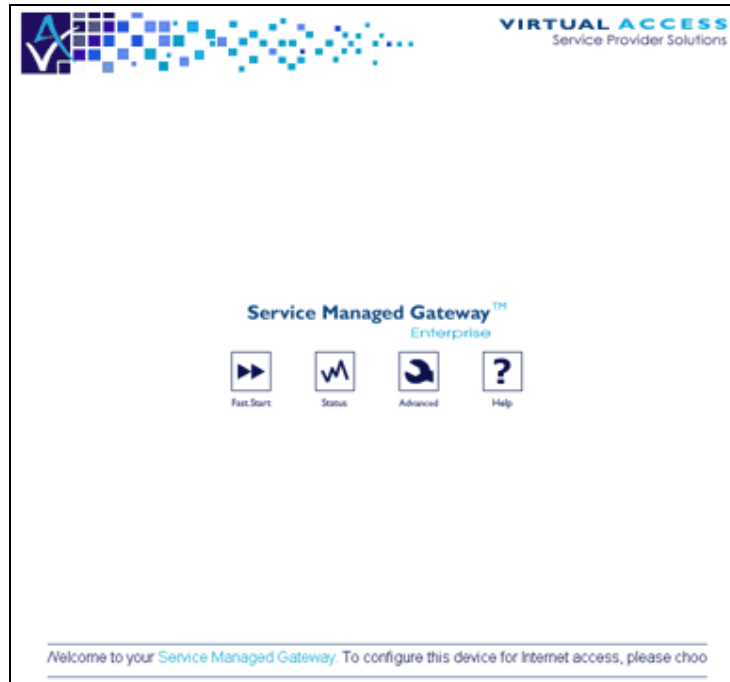 VIRTUAL ACCESS
Service Provider Solutions
Service Managed Gateway™
Enterprise
Fast.Start
Status
Advanced
Help
Welcome to your Service Managed Gateway. To configure this device for Internet access, please choo